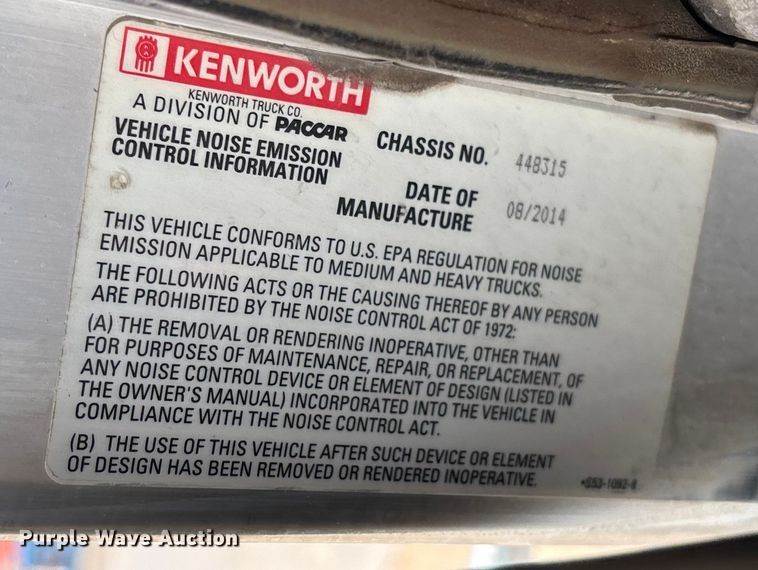 KENWORTH
KENWORTH TRUCK CO.
A DIVISION OF PACCAR
VEHICLE NOISE EMISSION
CONTROL INFORMATION
CHASSIS NO. 448315
DATE OF
MANUFACTURE 08/2014
THIS VEHICLE CONFORMS TO U.S. EPA REGULATION FOR NOISE
EMISSION APPLICABLE TO MEDIUM AND HEAVY TRUCKS.
THE FOLLOWING ACTS OR THE CAUSING THEREOF BY ANY PERSON
ARE PROHIBITED BY THE NOISE CONTROL ACT OF 1972:
(A) THE REMOVAL OR RENDERING INOPERATIVE, OTHER THAN
FOR PURPOSES OF MAINTENANCE, REPAIR, OR REPLACEMENT, OF
ANY NOISE CONTROL DEVICE OR ELEMENT OF DESIGN (LISTED IN
THE OWNER'S MANUAL) INCORPORATED INTO THE VEHICLE IN
COMPLIANCE WITH THE NOISE CONTROL ACT.
(B) THE USE OF THIS VEHICLE AFTER SUCH DEVICE OR ELEMENT
OF DESIGN HAS BEEN REMOVED OR RENDERED INOPERATIVE.
Purple Wave Auction